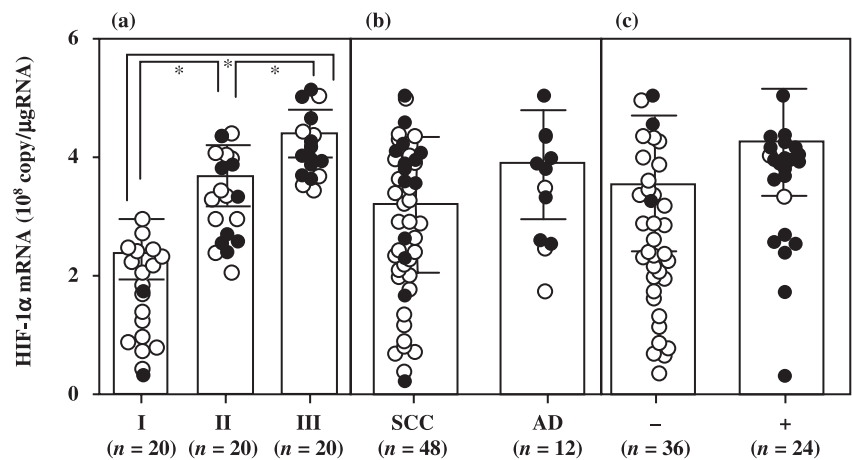 (a) (b) (c)
6
4
2
0
HIF-1α mRNA (10⁸ copy/µgRNA)
* * *
I II III SCC AD – +
(n = 20) (n = 20) (n = 20) (n = 48) (n = 12) (n = 36) (n = 24)